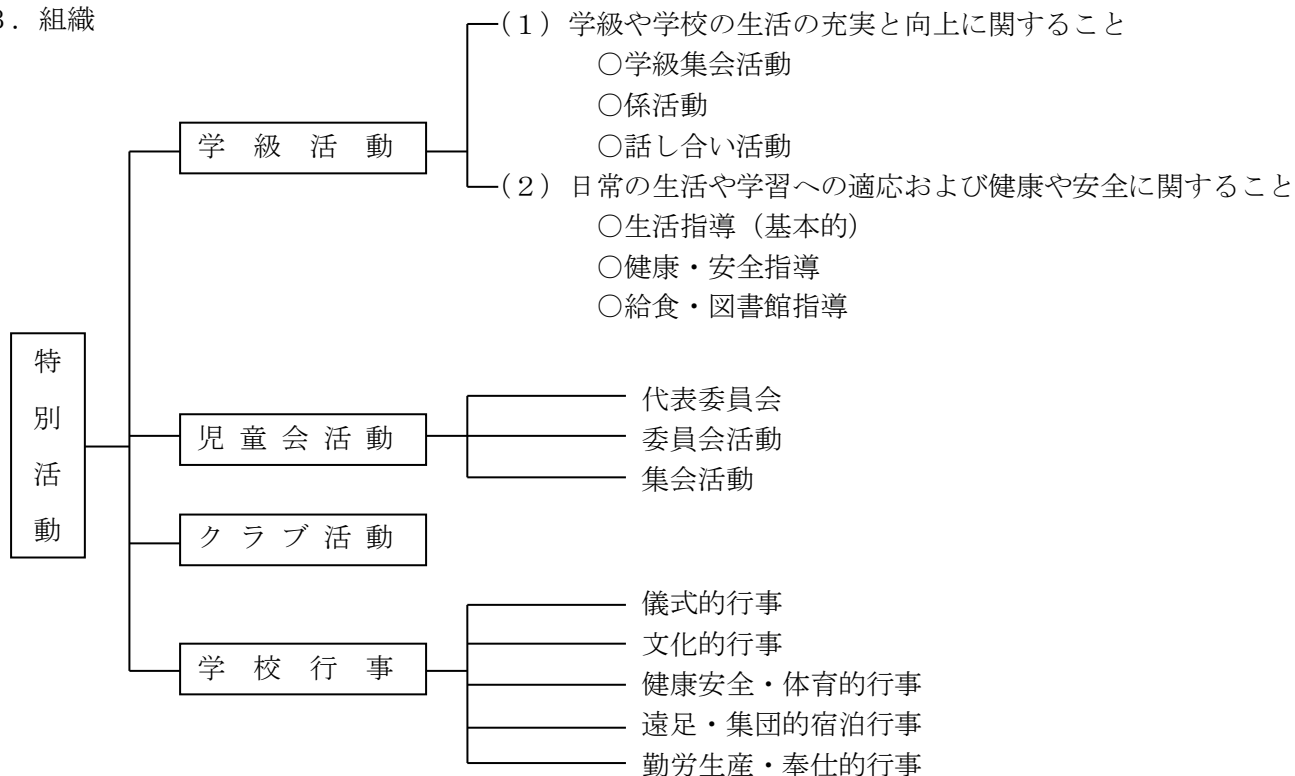 ３．組織
(１) 学級や学校の生活の充実と向上に関すること
○学級集会活動
○係活動
○話し合い活動
学級活動
(２) 日常の生活や学習への適応および健康や安全に関すること
○生活指導（基本的）
○健康・安全指導
○給食・図書館指導
特別活動
代表委員会
児童会活動
委員会活動
集会活動
クラブ活動
儀式的行事
文化的行事
学校行事
健康安全・体育的行事
遠足・集団的宿泊行事
勤労生産・奉仕的行事